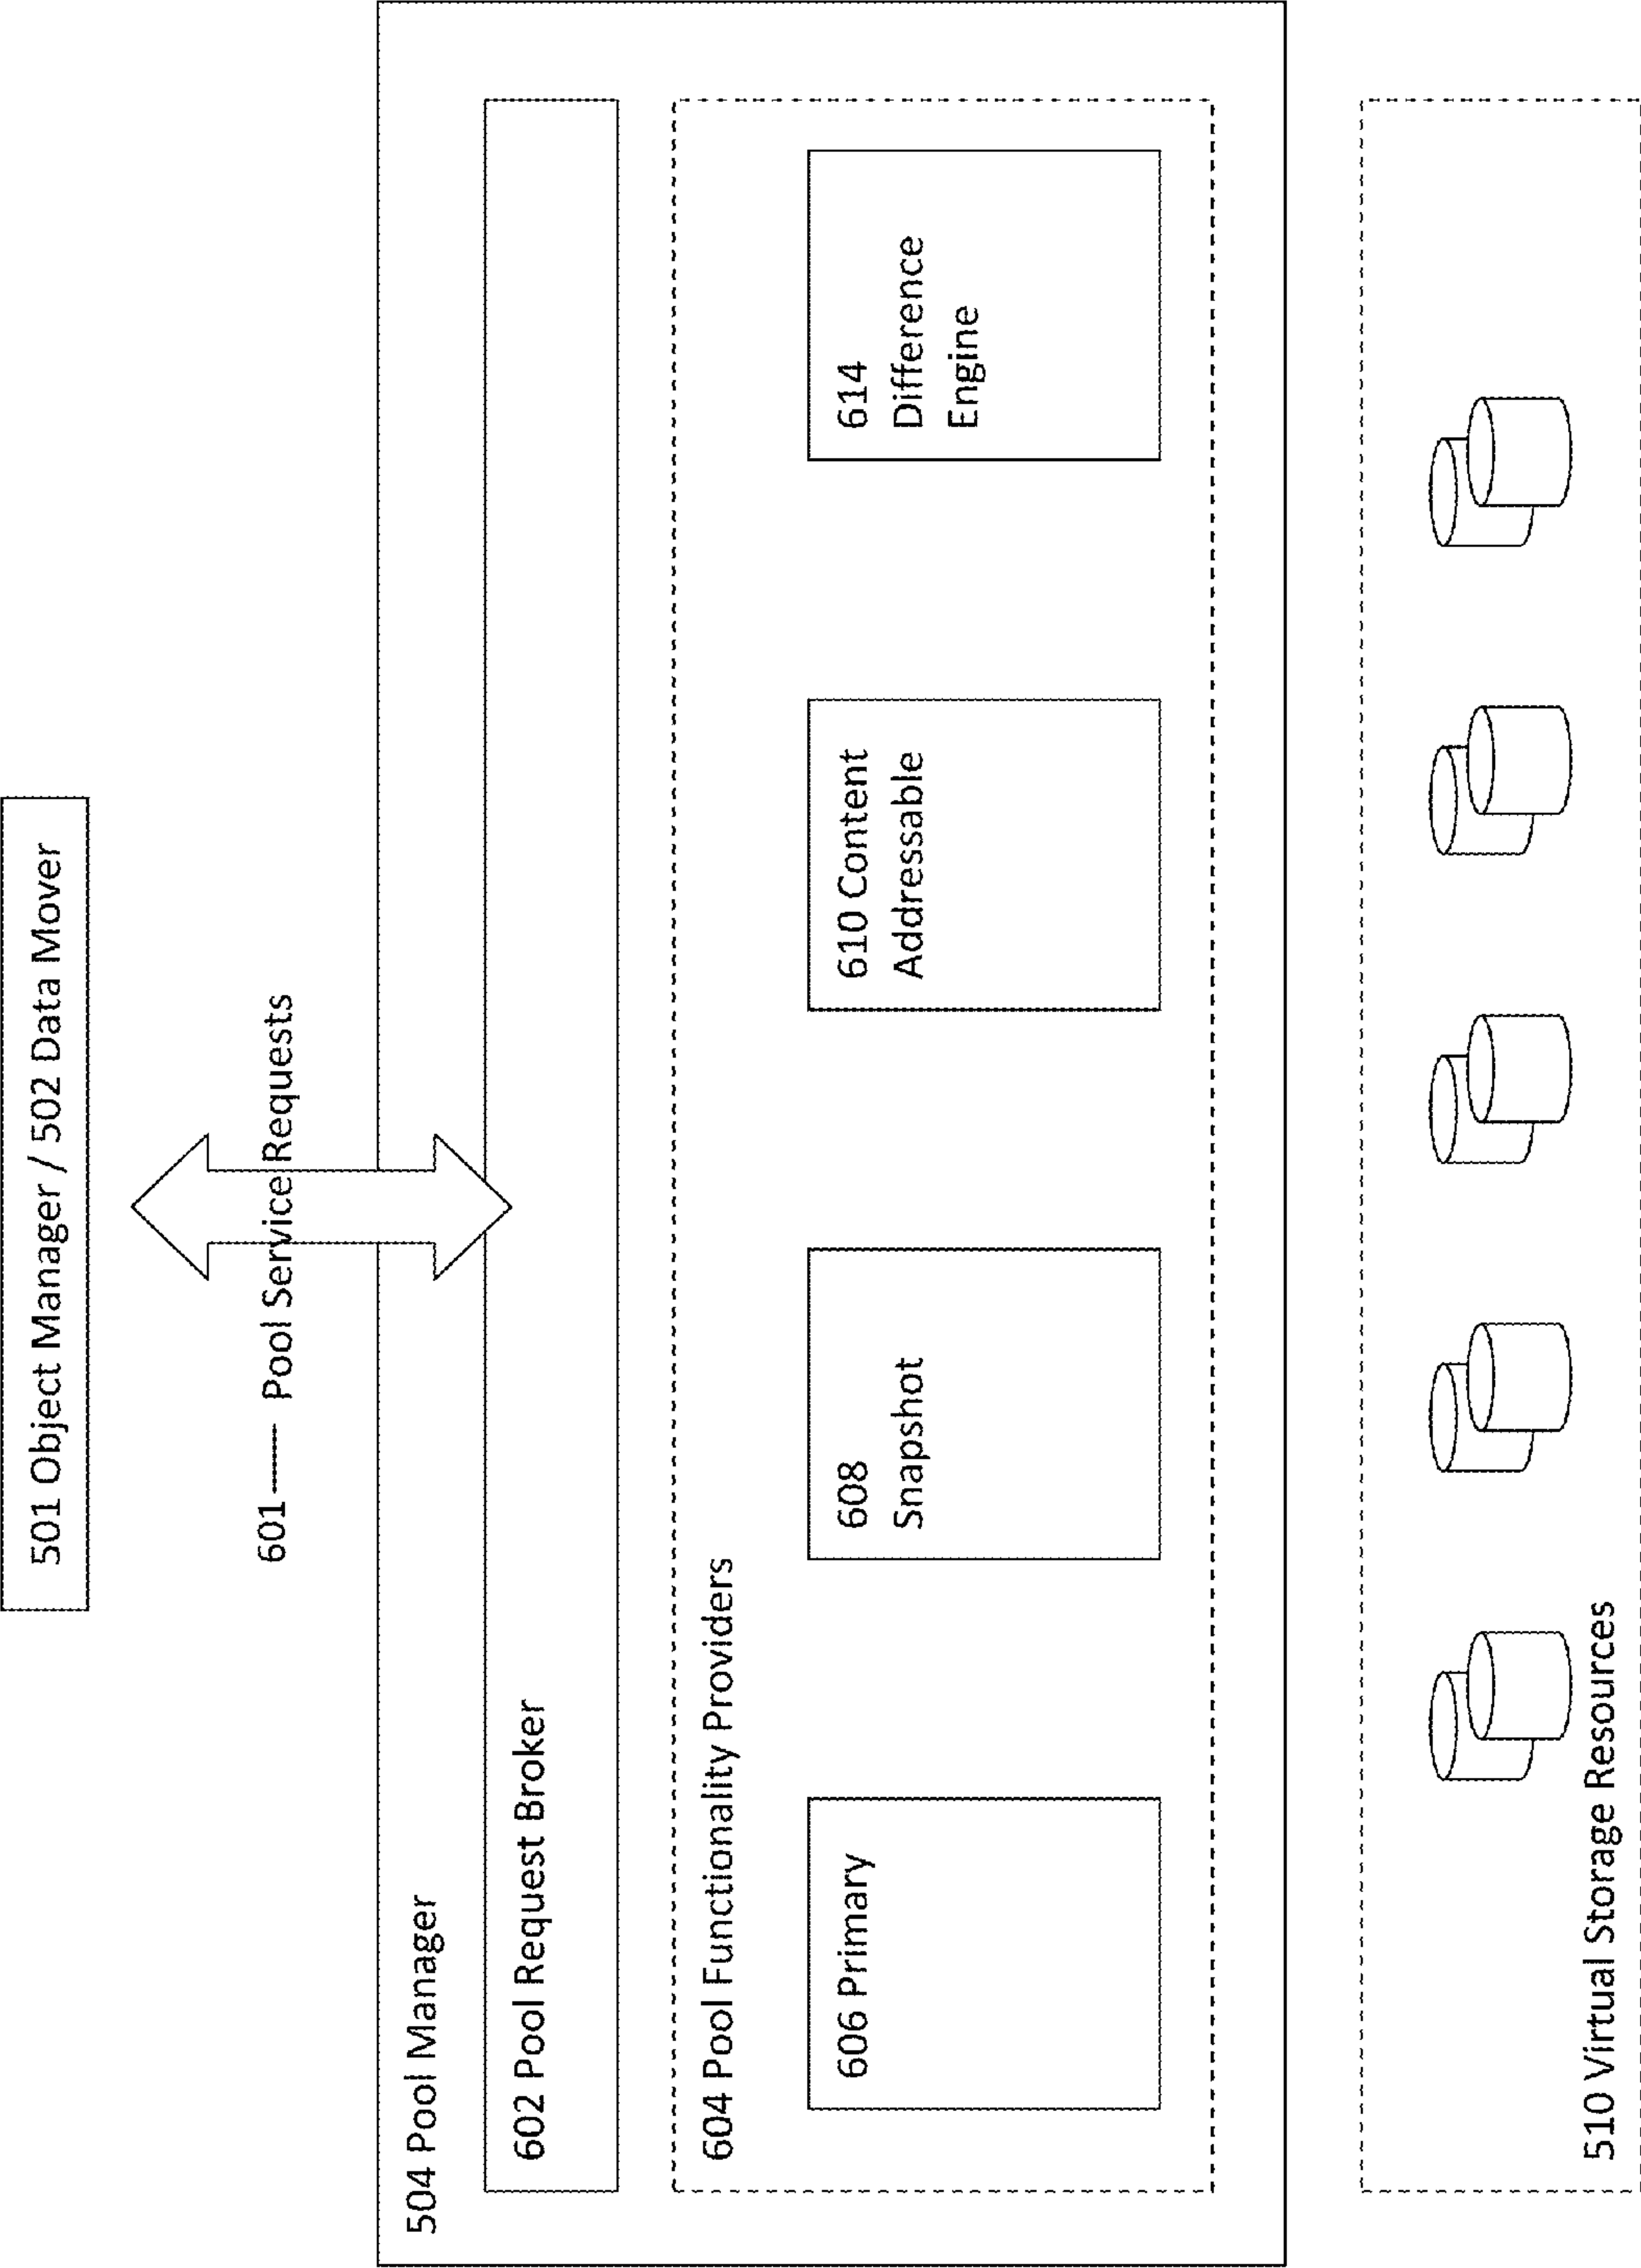 501 Object Manager / 502 Data Mover
601 Pool Service Requests
504 Pool Manager
602 Pool Request Broker
604 Pool Functionality Providers
606 Primary
608
Snapshot
610 Content
Addressable
614
Difference
Engine
510 Virtual Storage Resources